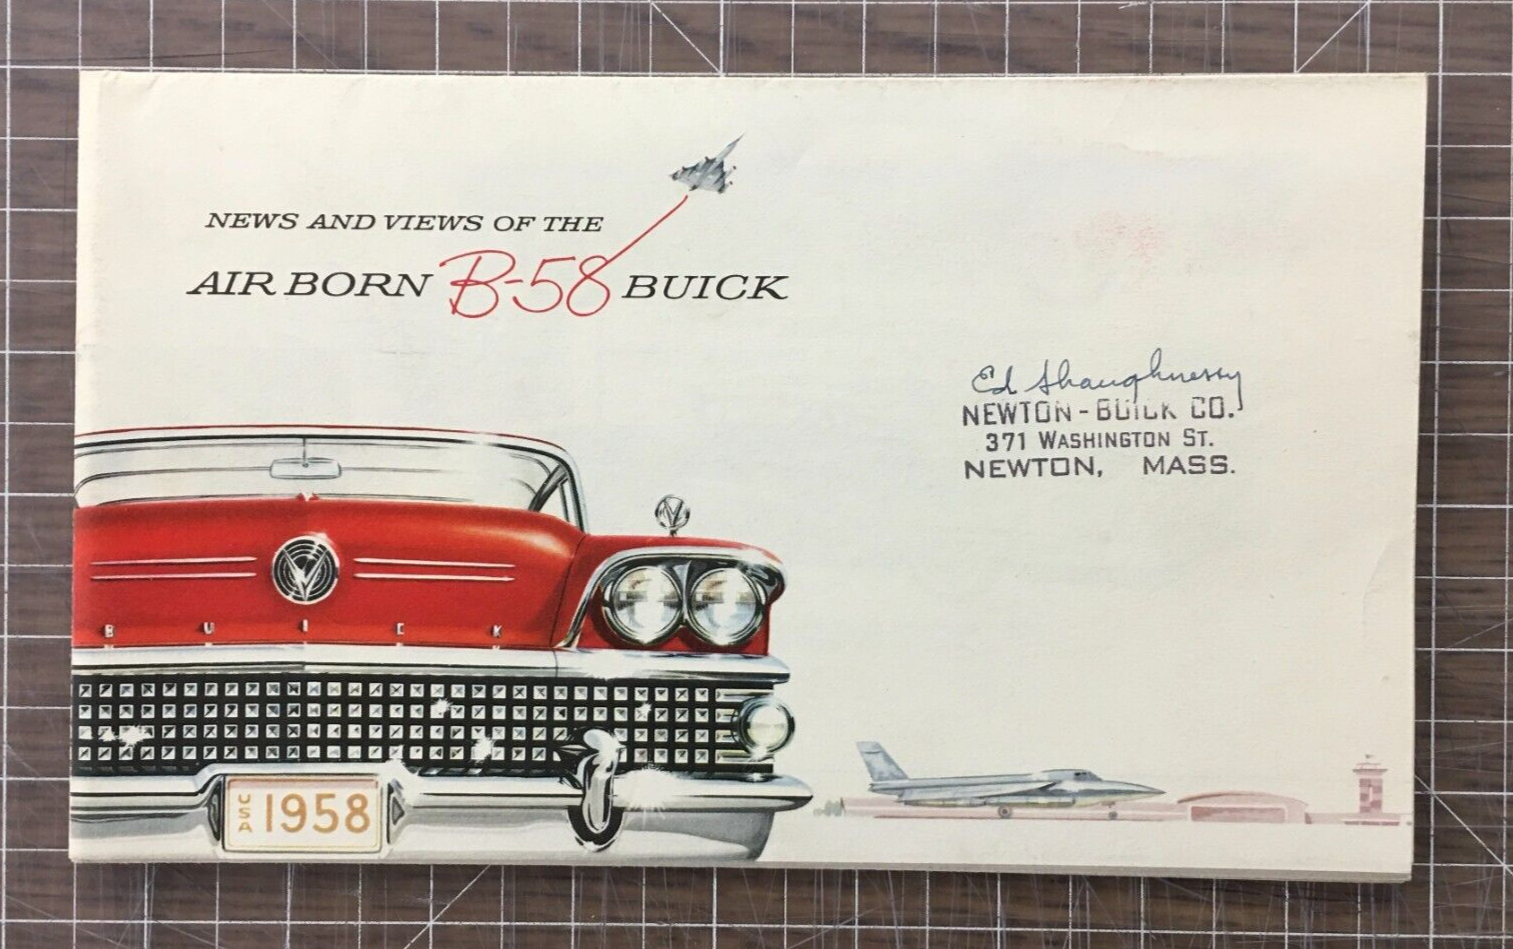 NEWS AND VIEWS OF THE
AIR BORN B-58 BUICK
Ed Shaughnessy
NEWTON-BUICK CO.
371 WASHINGTON ST.
NEWTON, MASS.
BUICK
USA 1958